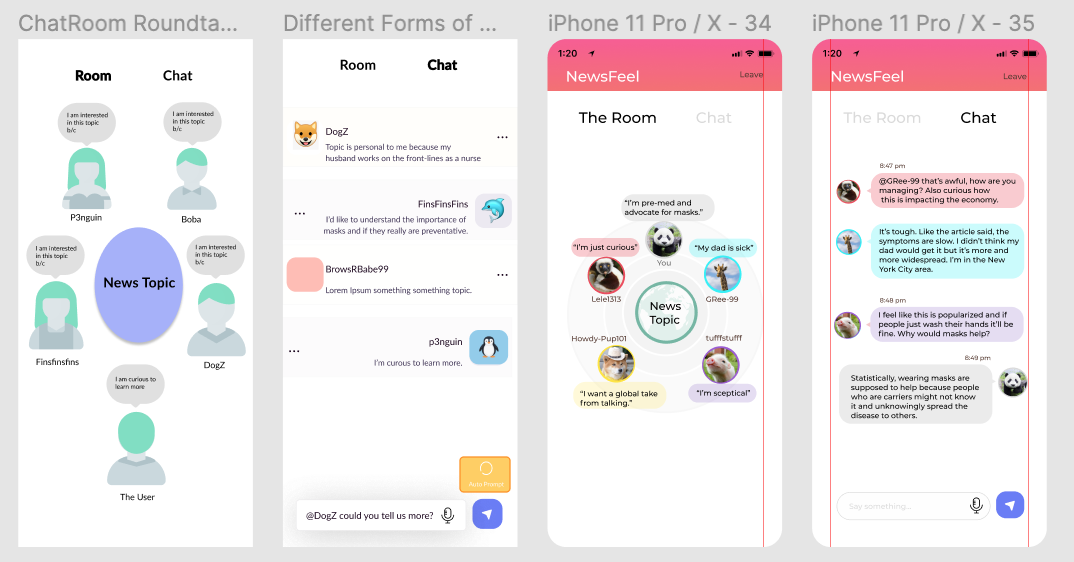 ChatRoom Roundta...
Room
Chat
I am interested
in this topic
b/c
I am interested
in this topic
b/c
P3nguin
Boba
I am interested
in this topic
b/c
I am interested
in this topic
b/c
News Topic
Finsfinsfins
DogZ
I am curious to
learn more
The User
Different Forms of ...
Room
Chat
DogZ
Topic is personal to me because my
husband works on the front-lines as a nurse
FinsFinsFins
I'd like to understand the importance of
masks and if they really are preventative.
BrowsRBabe99
Lorem Ipsum something something topic.
p3nguin
I'm curous to learn more.
Auto Prompt
@DogZ could you tell us more?
iPhone 11 Pro / X - 34
1:20
NewsFeel
Leave
The Room
Chat
"I'm pre-med and
advocate for masks."
"I'm just curious"
"My dad is sick"
You
Lele1313
GRee-99
News
Topic
Howdy-Pup101
tufffstufff
"I want a global take
from talking."
"I'm sceptical"
iPhone 11 Pro / X - 35
1:20
NewsFeel
Leave
The Room
Chat
8:47 pm
@GRee-99 that's awful, how are you
managing? Also curious how
this is impacting the economy.
It's tough. Like the article said, the
symptoms are slow. I didn't think my
dad would get it but it's more and
more widespread. I'm in the New
York City area.
8:48 pm
I feel like this is popularized and if
people just wash their hands it'll be
fine. Why would masks help?
8:49 pm
Statistically, wearing masks are
supposed to help because people
who are carriers might not know
it and unknowingly spread the
disease to others.
Say something...